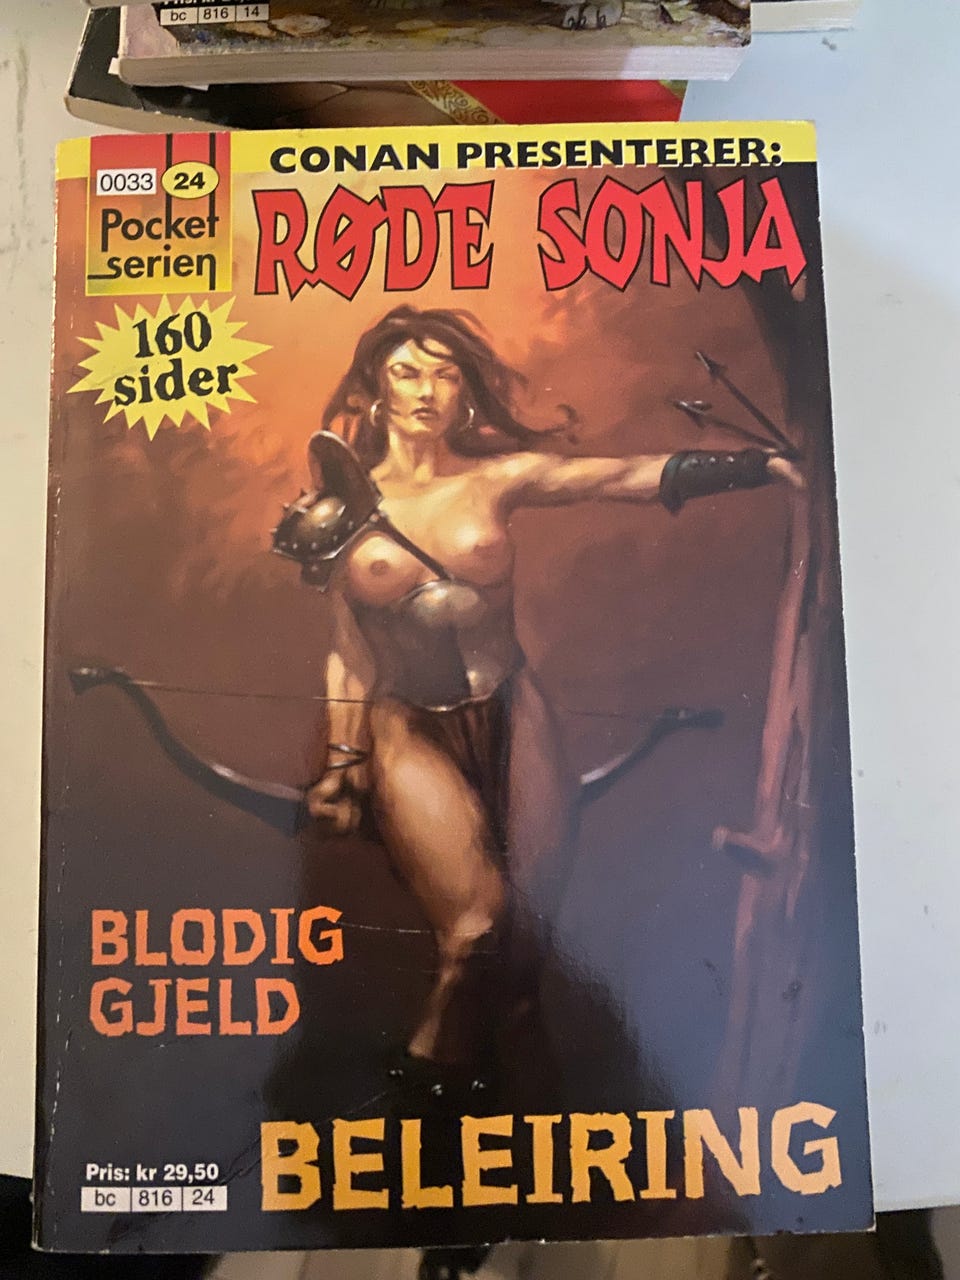 bc 816 14
CONAN PRESENTERER:
0033 24
Pocket
serien
RØDE SONJA
160
sider
BLODIG
GJELD
BELEIRING
Pris: kr 29,50
bc 816 24